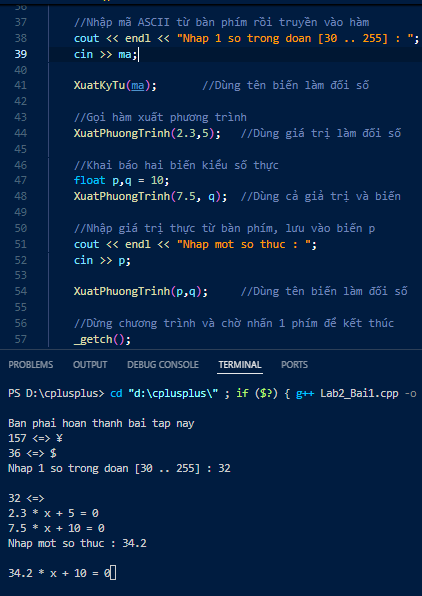 37 //Nhập mã ASCII từ bàn phím rồi truyền vào hàm
38 cout << endl << "Nhap 1 so trong doan [30 .. 255] : ";
39 cin >> ma;
40
41 XuatKyTu(ma); //Dùng tên biến làm đối số
42
43 //Gọi hàm xuất phương trình
44 XuatPhuongTrinh(2.3,5); //Dùng giá trị làm đối số
45
46 //Khai báo hai biến kiểu số thực
47 float p,q = 10;
48 XuatPhuongTrinh(7.5, q); //Dùng cả giả trị và biến
49
50 //Nhập giá trị thực từ bàn phím, lưu vào biến p
51 cout << endl << "Nhap mot so thuc : ";
52 cin >> p;
53
54 XuatPhuongTrinh(p,q); //Dùng tên biến làm đối số
55
56 //Dừng chương trình và chờ nhấn 1 phím để kết thúc
57 _getch();
PROBLEMS OUTPUT DEBUG CONSOLE TERMINAL PORTS
PS D:\cplusplus> cd "d:\cplusplus\" ; if ($?) { g++ Lab2_Bai1.cpp -o
Ban phai hoan thanh bai tap nay
157 <=> ¥
36 <=> $
Nhap 1 so trong doan [30 .. 255] : 32
32 <=>
2.3 * x + 5 = 0
7.5 * x + 10 = 0
Nhap mot so thuc : 34.2
34.2 * x + 10 = 0